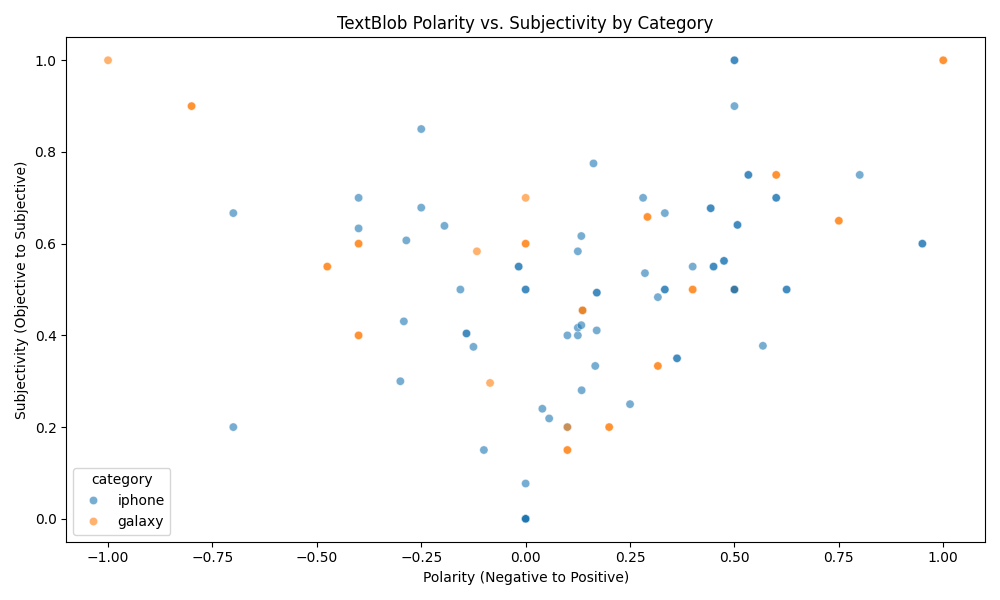 TextBlob Polarity vs. Subjectivity by Category
Subjectivity (Objective to Subjective)
1.0
0.8
0.6
0.4
0.2
0.0
category
iphone
galaxy
−1.00 −0.75 −0.50 −0.25 0.00 0.25 0.50 0.75 1.00
Polarity (Negative to Positive)